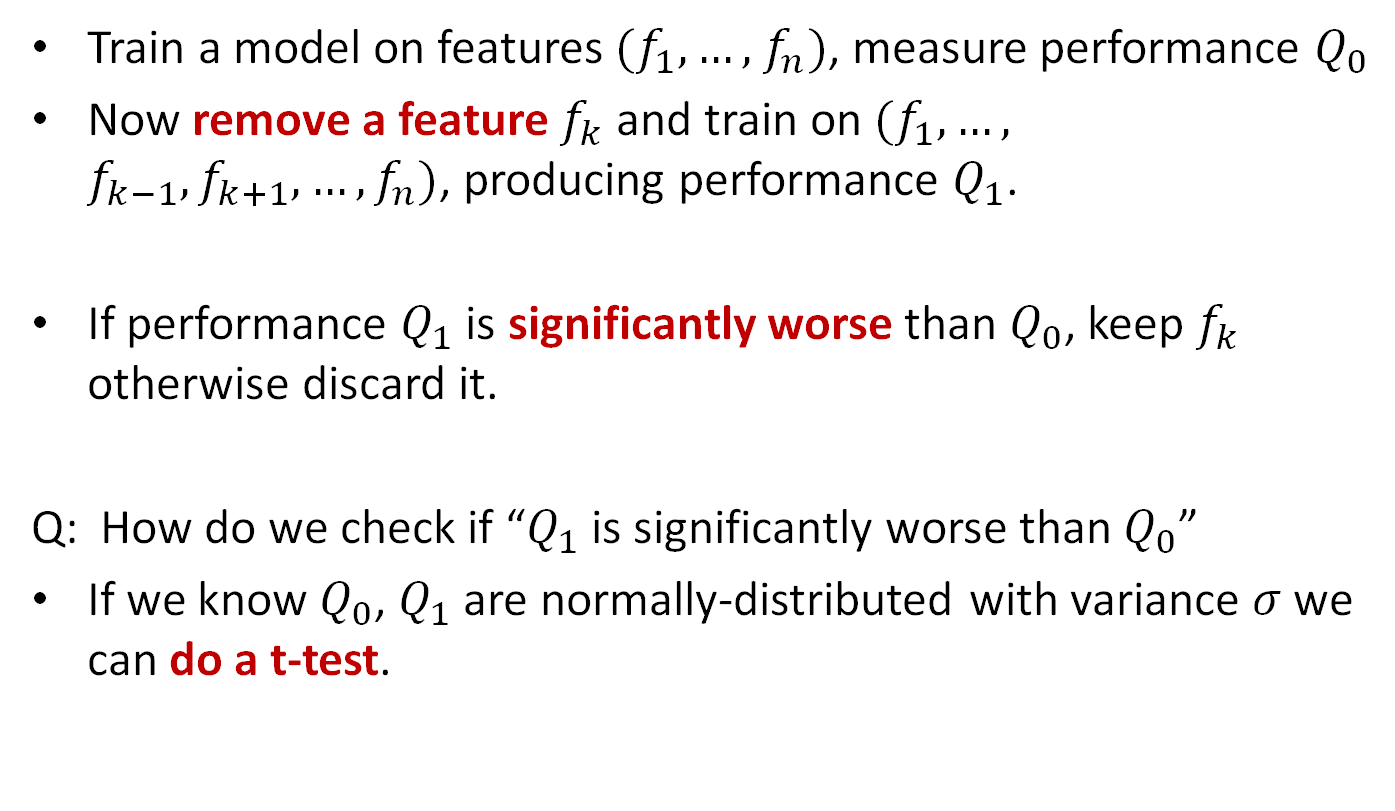 • Train a model on features (f₁, … , fₙ), measure performance Q₀
• Now remove a feature fₖ and train on (f₁, … ,
fₖ₋₁, fₖ₊₁, … , fₙ), producing performance Q₁.
• If performance Q₁ is significantly worse than Q₀, keep fₖ
otherwise discard it.
Q: How do we check if “Q₁ is significantly worse than Q₀”
• If we know Q₀, Q₁ are normally-distributed with variance σ we
can do a t-test.